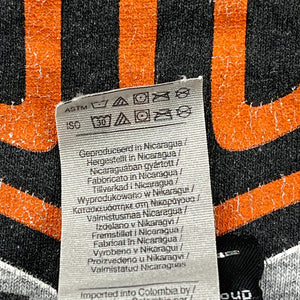 ASTM
ISO 30
Geproduceerd in Nicaragua /
Hergestellt in Nicaragua /
Nicaraguában gyártott /
Fabricado in Nicaragua /
Tillverkad i Nicaragua /
Wyprodukowano w Nikaragui /
Κατασκευάστηκε στη Νικαράγουα /
Valmistusmaa Nicaragua /
Izdelano v Nikaragvi /
Fremstillet i Nicaragua /
Fabricat în Nicaragua /
Vyrobeno v Nikaragui /
Proizvedeno u Nikaragvi /
Valmistatud Nicaragua
Imported into Colombia by